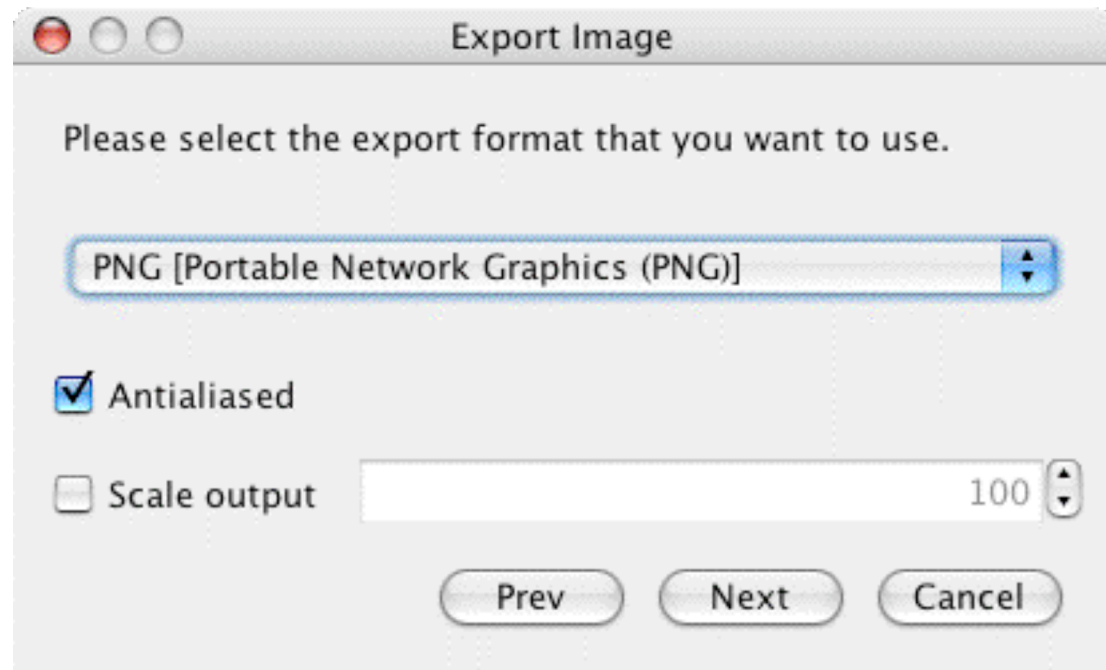 Export Image
Please select the export format that you want to use.
PNG [Portable Network Graphics (PNG)]
Antialiased
Scale output 100
Prev Next Cancel